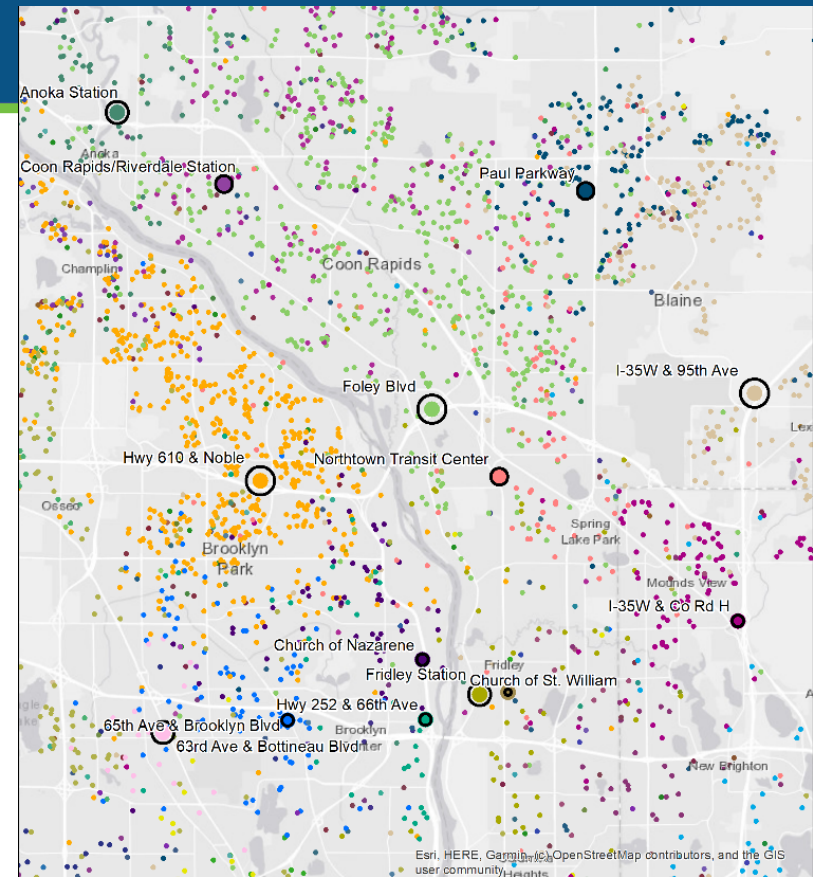 Anoka Station
Anoka
Coon Rapids/Riverdale Station
Paul Parkway
Coon Rapids
Champlin
Blaine
I-35W & 95th Ave
Foley Blvd
Hwy 610 & Noble
Northtown Transit Center
Osseo
Spring
Lake Park
Brooklyn
Park
Mounds View
I-35W & Co Rd H
Church of Nazarene
Fridley
Fridley Station
Church of St. William
Hwy 252 & 66th Ave
65th Ave & Brooklyn Blvd
Brooklyn
63rd Ave & Bottineau Blvd
New Brighton
Esri, HERE, Garmin, (c) OpenStreetMap contributors, and the GIS
user community
Heights